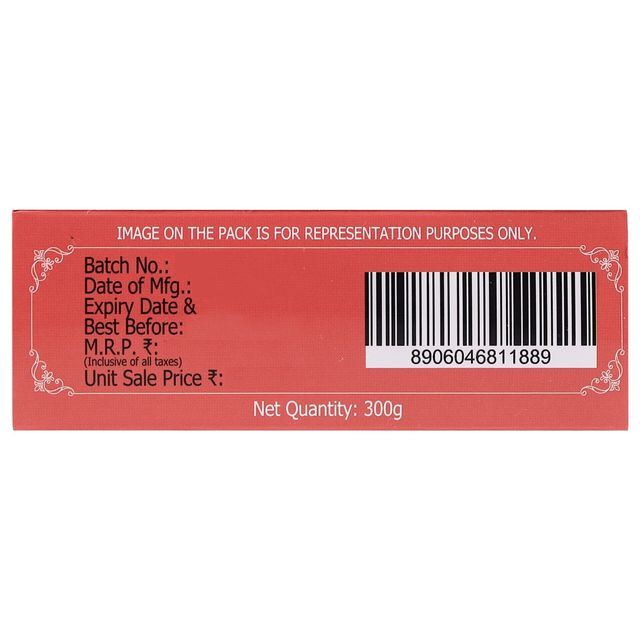 IMAGE ON THE PACK IS FOR REPRESENTATION PURPOSES ONLY.
Batch No.:
Date of Mfg.:
Expiry Date &
Best Before:
M.R.P. ₹:
(Inclusive of all taxes)
Unit Sale Price ₹:
8906046811889
Net Quantity: 300g